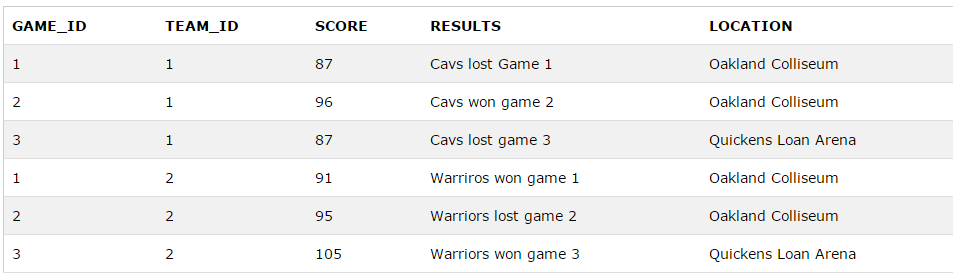 GAME_ID TEAM_ID SCORE RESULTS LOCATION
1 1 87 Cavs lost Game 1 Oakland Colliseum
2 1 96 Cavs won game 2 Oakland Colliseum
3 1 87 Cavs lost game 3 Quickens Loan Arena
1 2 91 Warriros won game 1 Oakland Colliseum
2 2 95 Warriors lost game 2 Oakland Colliseum
3 2 105 Warriors won game 3 Quickens Loan Arena